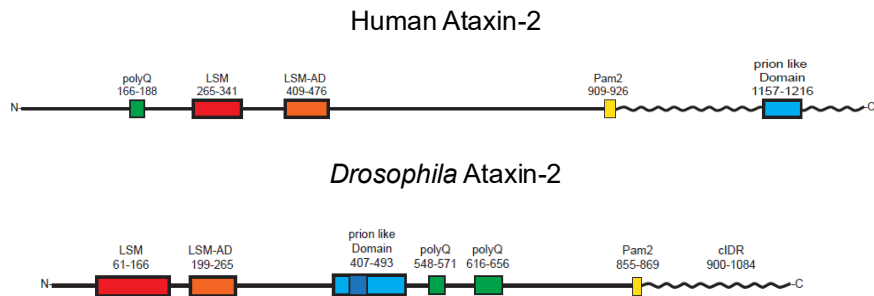 Human Ataxin-2
polyQ
166-188
LSM
265-341
LSM-AD
409-476
Pam2
909-926
prion like
Domain
1157-1216
N-
-C
Drosophila Ataxin-2
LSM
61-166
LSM-AD
199-265
prion like
Domain
407-493
polyQ
548-571
polyQ
616-656
Pam2
855-869
cIDR
900-1084
N-
-C